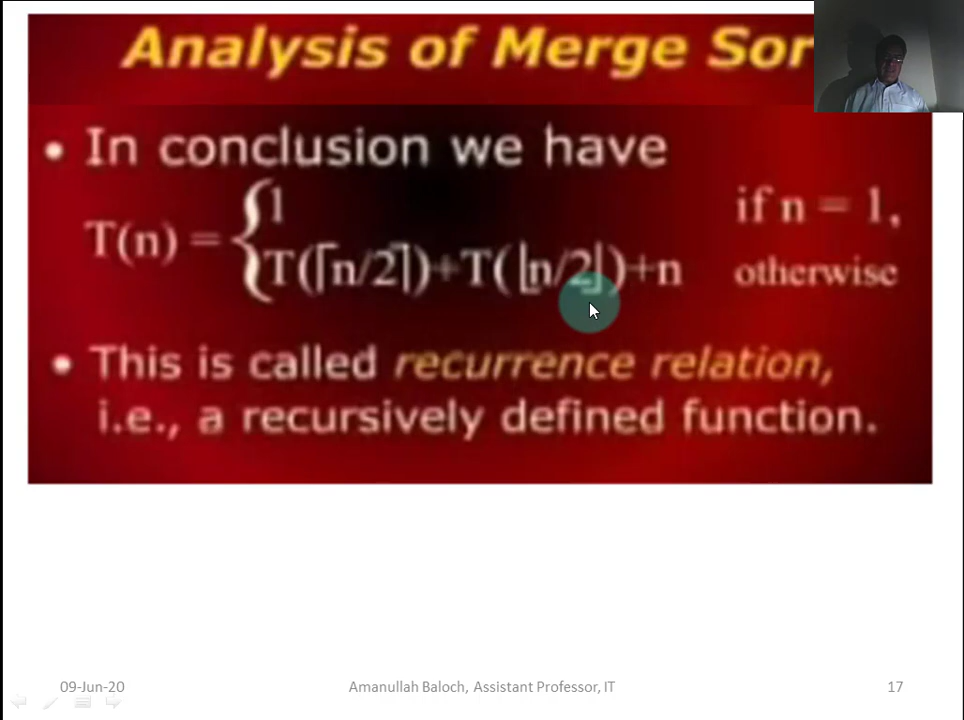 Analysis of Merge Sor
• In conclusion we have
T(n) = {1 if n = 1,
T(⌈n/2⌉)+T(⌊n/2⌋)+n otherwise
• This is called recurrence relation,
i.e., a recursively defined function.
09-Jun-20 Amanullah Baloch, Assistant Professor, IT 17